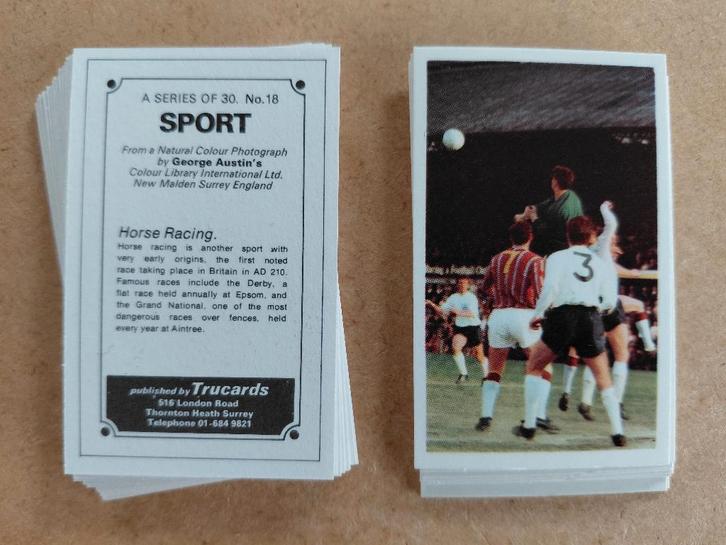 A SERIES OF 30. No.18
SPORT
From a Natural Colour Photograph
by George Austin's
Colour Library International Ltd.
New Malden Surrey England
Horse Racing.
Horse racing is another sport with
very early origins, the first noted
race taking place in Britain in AD 210.
Famous races include the Derby, a
flat race held annually at Epsom, and
the Grand National, one of the most
dangerous races over fences, held
every year at Aintree.
published by Trucards
516 London Road
Thornton Heath Surrey
Telephone 01-684 9821
7
3
a Football